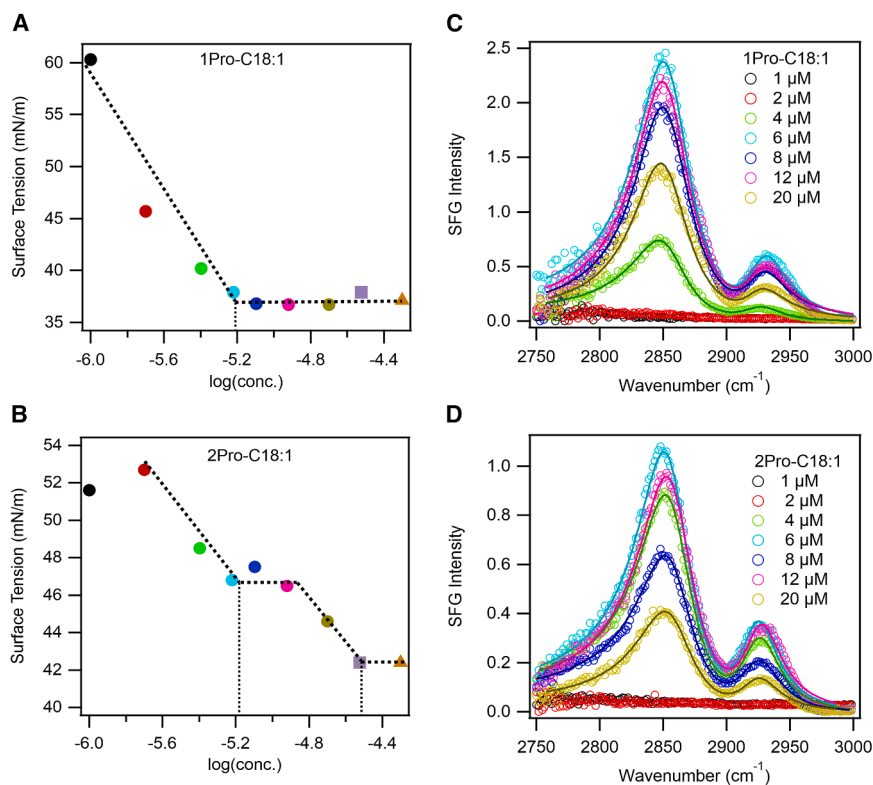 A
1Pro-C18:1
Surface Tension (mN/m)
60
55
50
45
40
35
-6.0
-5.6
-5.2
-4.8
-4.4
log(conc.)
C
1Pro-C18:1
1 µM
2 µM
4 µM
6 µM
8 µM
12 µM
20 µM
SFG Intensity
2.5
2.0
1.5
1.0
0.5
0.0
2750
2800
2850
2900
2950
3000
Wavenumber (cm⁻¹)
B
2Pro-C18:1
Surface Tension (mN/m)
54
52
50
48
46
44
42
40
-6.0
-5.6
-5.2
-4.8
-4.4
log(conc.)
D
2Pro-C18:1
1 µM
2 µM
4 µM
6 µM
8 µM
12 µM
20 µM
SFG Intensity
1.0
0.8
0.6
0.4
0.2
0.0
2750
2800
2850
2900
2950
3000
Wavenumber (cm⁻¹)